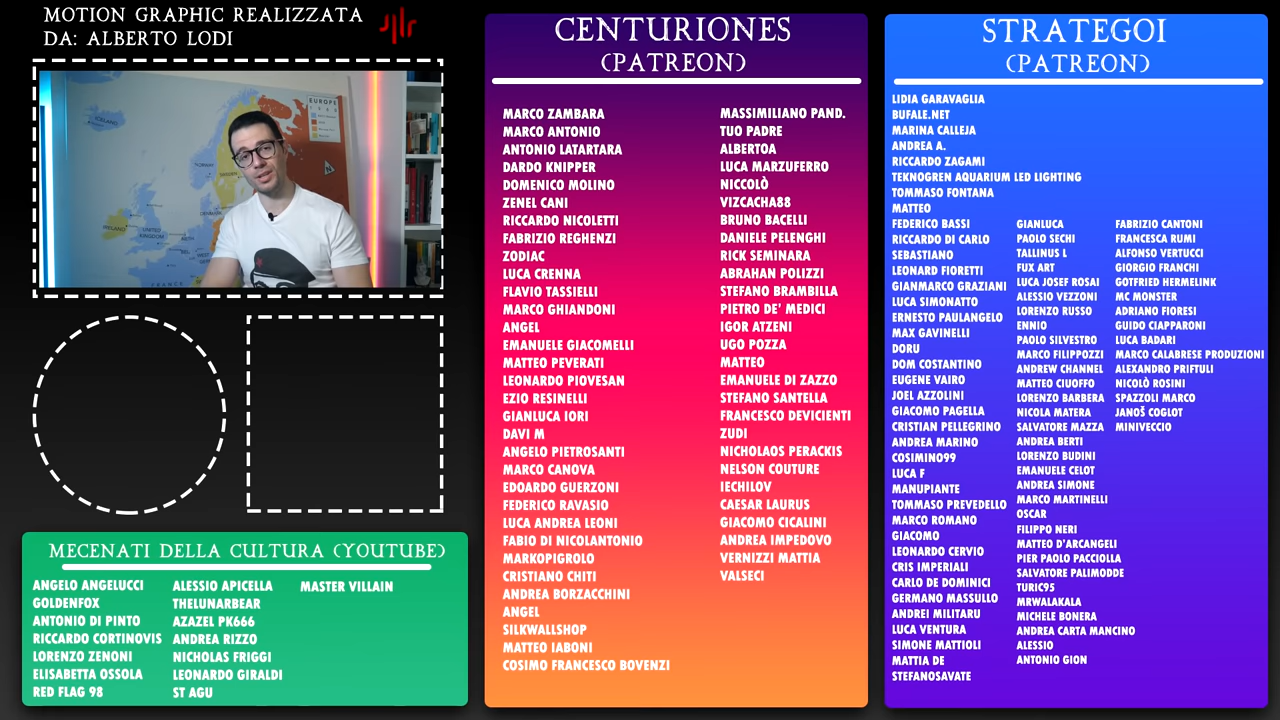 MOTION GRAPHIC REALIZZATA
DA: ALBERTO LODI
EUROPE
ICELAND
SWEDEN
IRELAND
UNITED
KINGDOM
DENMARK
FRANCE
MECENATI DELLA CULTURA (YOUTUBE)
ANGELO ANGELUCCI
GOLDENFOX
ANTONIO DI PINTO
RICCARDO CORTINOVIS
LORENZO ZENONI
ELISABETTA OSSOLA
RED FLAG 98
ALESSIO APICELLA
THELUNARBEAR
AZAZEL PK666
ANDREA RIZZO
NICHOLAS FRIGGI
LEONARDO GIRALDI
ST AGU
MASTER VILLAIN
CENTURIONES
(PATREON)
MARCO ZAMBARA
MARCO ANTONIO
ANTONIO LATARTARA
DARDO KNIPPER
DOMENICO MOLINO
ZENEL CANI
RICCARDO NICOLETTI
FABRIZIO REGHENZI
ZODIAC
LUCA CRENNA
FLAVIO TASSIELLI
MARCO GHIANDONI
ANGEL
EMANUELE GIACOMELLI
MATTEO PEVERATI
LEONARDO PIOVESAN
EZIO RESINELLI
GIANLUCA IORI
DAVI M
ANGELO PIETROSANTI
MARCO CANOVA
EDOARDO GUERZONI
FEDERICO RAVASIO
LUCA ANDREA LEONI
FABIO DI NICOLANTONIO
MARKOPIGROLO
CRISTIANO CHITI
ANDREA BORZACCHINI
ANGEL
SILKWALLSHOP
MATTEO IABONI
COSIMO FRANCESCO BOVENZI
MASSIMILIANO PAND.
TUO PADRE
ALBERTOA
LUCA MARZUFERRO
NICCOLÒ
VIZCACHA88
BRUNO BACELLI
DANIELE PELENGHI
RICK SEMINARA
ABRAHAN POLIZZI
STEFANO BRAMBILLA
PIETRO DE' MEDICI
IGOR ATZENI
UGO POZZA
MATTEO
EMANUELE DI ZAZZO
STEFANO SANTELLA
FRANCESCO DEVICIENTI
ZUDI
NICHOLAOS PERACKIS
NELSON COUTURE
IECHILOV
CAESAR LAURUS
GIACOMO CICALINI
ANDREA IMPEDOVO
VERNIZZI MATTIA
VALSECI
STRATEGOI
(PATREON)
LIDIA GARAVAGLIA
BUFALE.NET
MARINA CALLEJA
ANDREA A.
RICCARDO ZAGAMI
TEKNOGREN AQUARIUM LED LIGHTING
TOMMASO FONTANA
MATTEO
FEDERICO BASSI
RICCARDO DI CARLO
SEBASTIANO
LEONARD FIORETTI
GIANMARCO GRAZIANI
LUCA SIMONATTO
ERNESTO PAULANGELO
MAX GAVINELLI
DORU
DOM COSTANTINO
EUGENE VAIRO
JOEL AZZOLINI
GIACOMO PAGELLA
CRISTIAN PELLEGRINO
ANDREA MARINO
COSIMINO99
LUCA F
MANUPIANTE
TOMMASO PREVEDELLO
MARCO ROMANO
GIACOMO
LEONARDO CERVIO
CRIS IMPERIALI
CARLO DE DOMINICI
GERMANO MASSULLO
ANDREI MILITARU
LUCA VENTURA
SIMONE MATTIOLI
MATTIA DE
STEFANOSAVATE
GIANLUCA
PAOLO SECHI
TALLINUS L
FUX ART
LUCA JOSEF ROSAI
ALESSIO VEZZONI
LORENZO RUSSO
ENNIO
PAOLO SILVESTRO
MARCO FILIPPOZZI
ANDREW CHANNEL
MATTEO CIUOFFO
LORENZO BARBERA
NICOLA MATERA
SALVATORE MAZZA
ANDREA BERTI
LORENZO BUDINI
EMANUELE CELOT
ANDREA SIMONE
MARCO MARTINELLI
OSCAR
FILIPPO NERI
MATTEO D'ARCANGELI
PIER PAOLO PACCIOLLA
SALVATORE PALIMODDE
TURIC95
MRWALAKALA
MICHELE BONERA
ANDREA CARTA MANCINO
ALESSIO
ANTONIO GION
FABRIZIO CANTONI
FRANCESCA RUMI
ALFONSO VERTUCCI
GIORGIO FRANCHI
GOTFRIED HERMELINK
MC MONSTER
ADRIANO FIORESI
GUIDO CIAPPARONI
LUCA BADARI
MARCO CALABRESE PRODUZIONI
ALEXANDRO PRIFTULI
NICOLÒ ROSINI
SPAZZOLI MARCO
JANOŠ COGLOT
MINIVECCIO